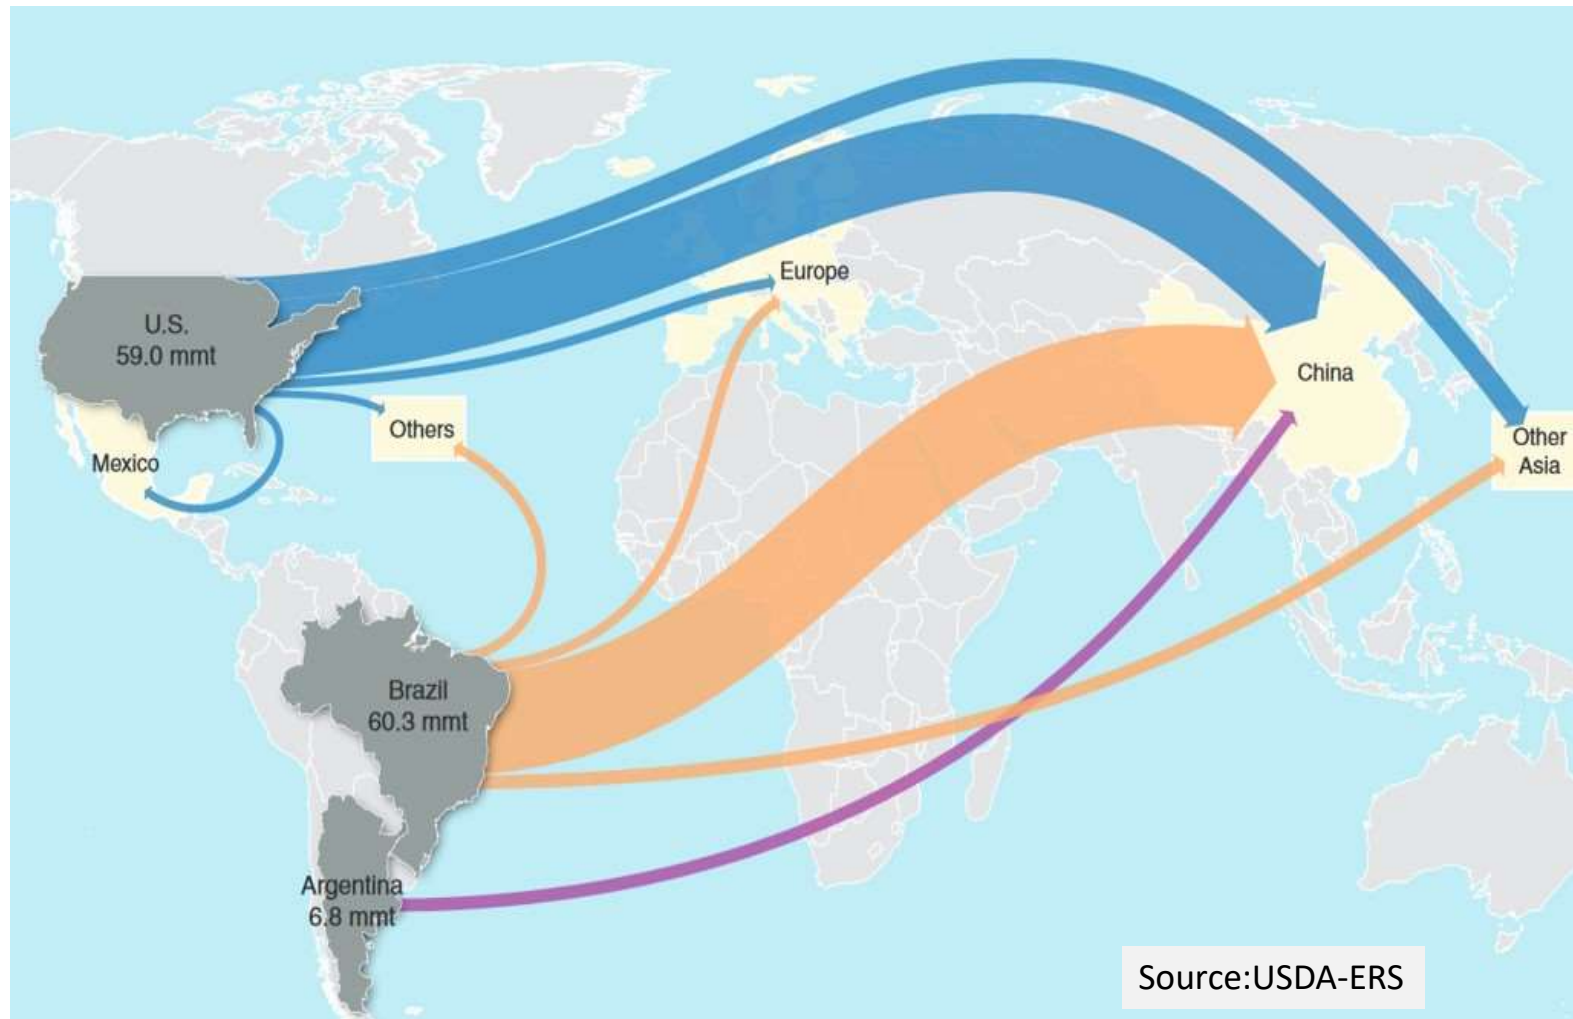 Europe
U.S.
59.0 mmt
China
Others
Mexico
Other
Asia
Brazil
60.3 mmt
Argentina
6.8 mmt
Source:USDA-ERS